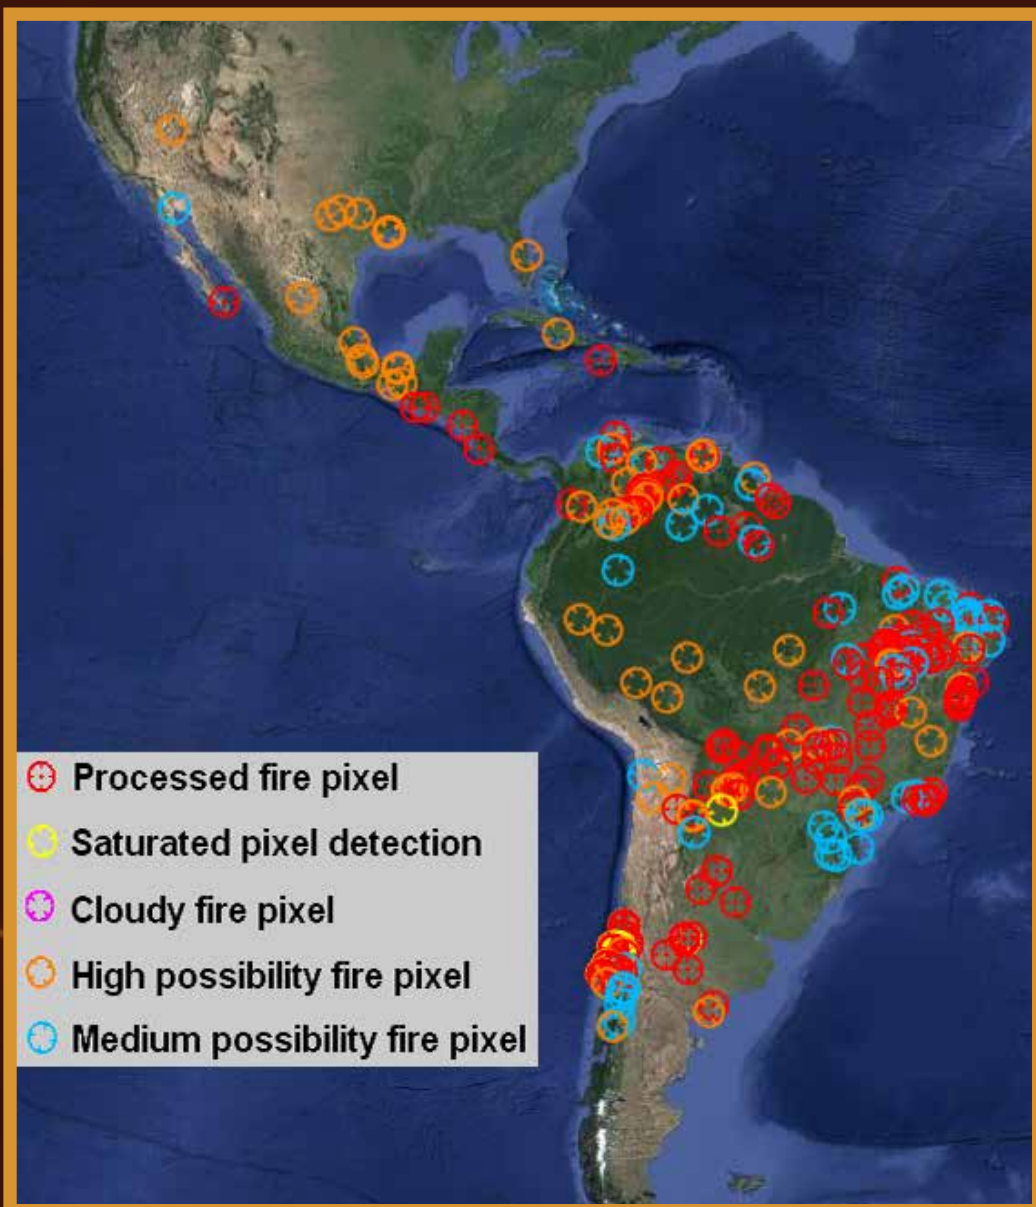 Processed fire pixel
Saturated pixel detection
Cloudy fire pixel
High possibility fire pixel
Medium possibility fire pixel